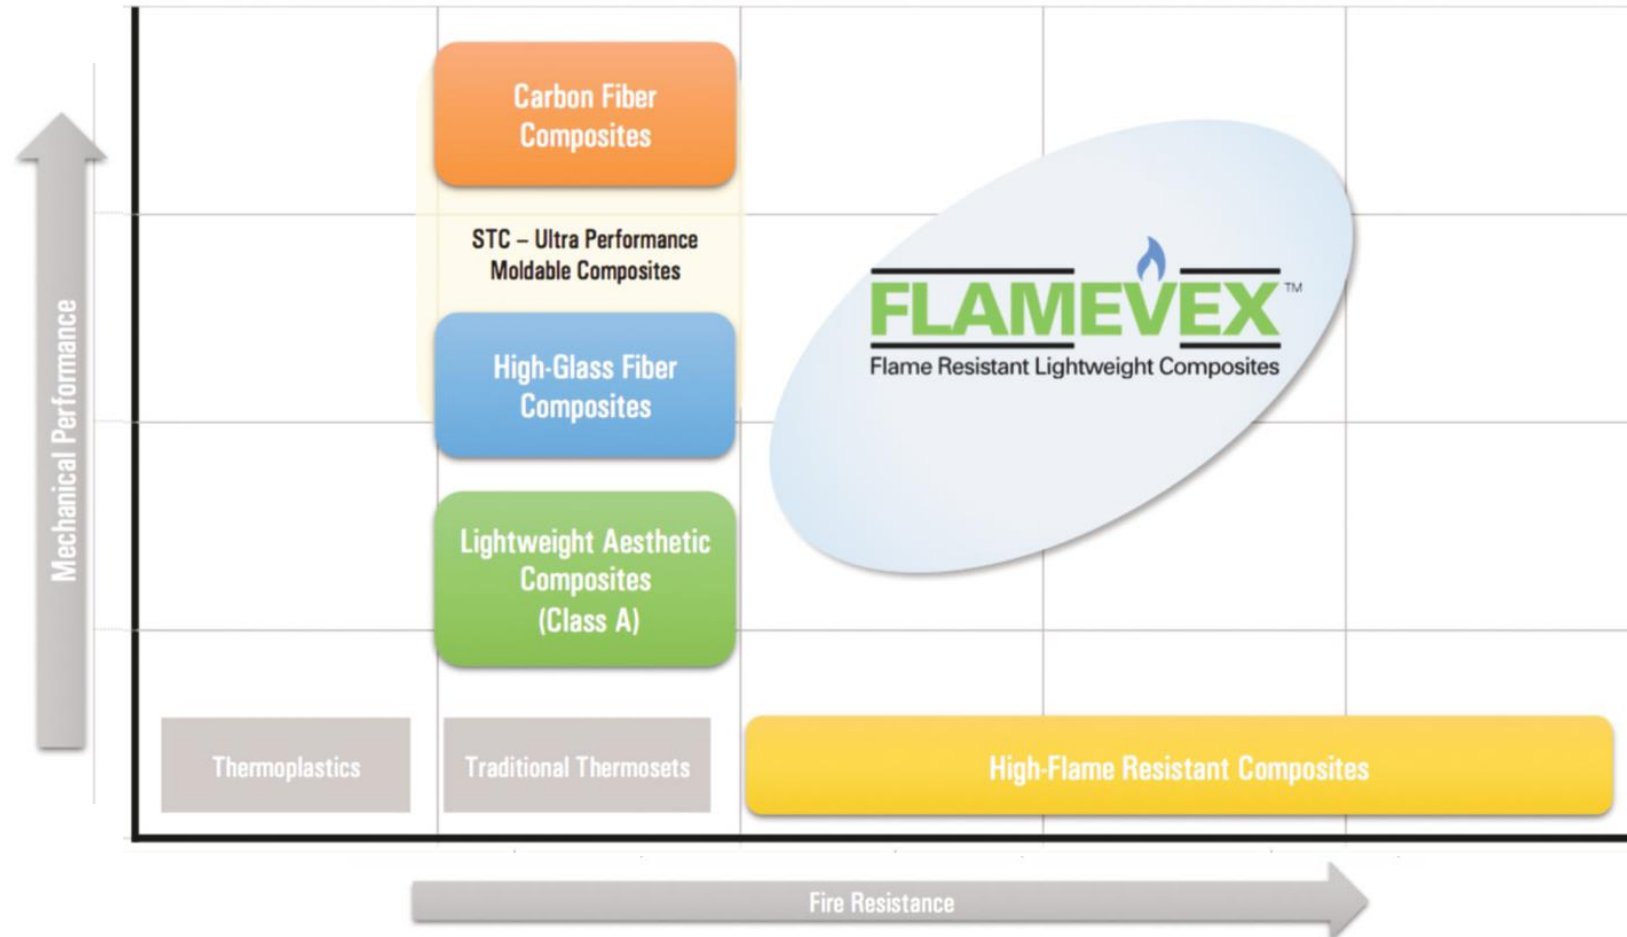 Carbon Fiber
Composites
STC – Ultra Performance
Moldable Composites
High-Glass Fiber
Composites
Lightweight Aesthetic
Composites
(Class A)
FLAMEVEX™
Flame Resistant Lightweight Composites
Mechanical Performance
Thermoplastics
Traditional Thermosets
High-Flame Resistant Composites
Fire Resistance